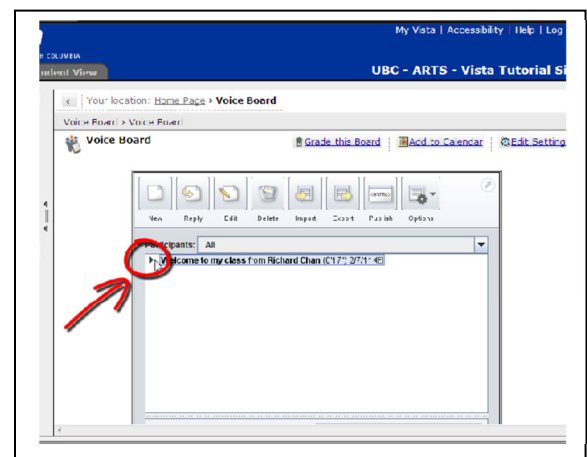 My Vista | Accessibility | Help | Log
COLUMBIA
udent View
UBC - ARTS - Vista Tutorial Si
Your location: Home Page › Voice Board
Voice Board > Voice Board
Voice Board
Grade this Board
Add to Calendar
Edit Setting
New Reply Edit Delete Import Export Publish Options
Participants: All
Welcome to my class from Richard Chan